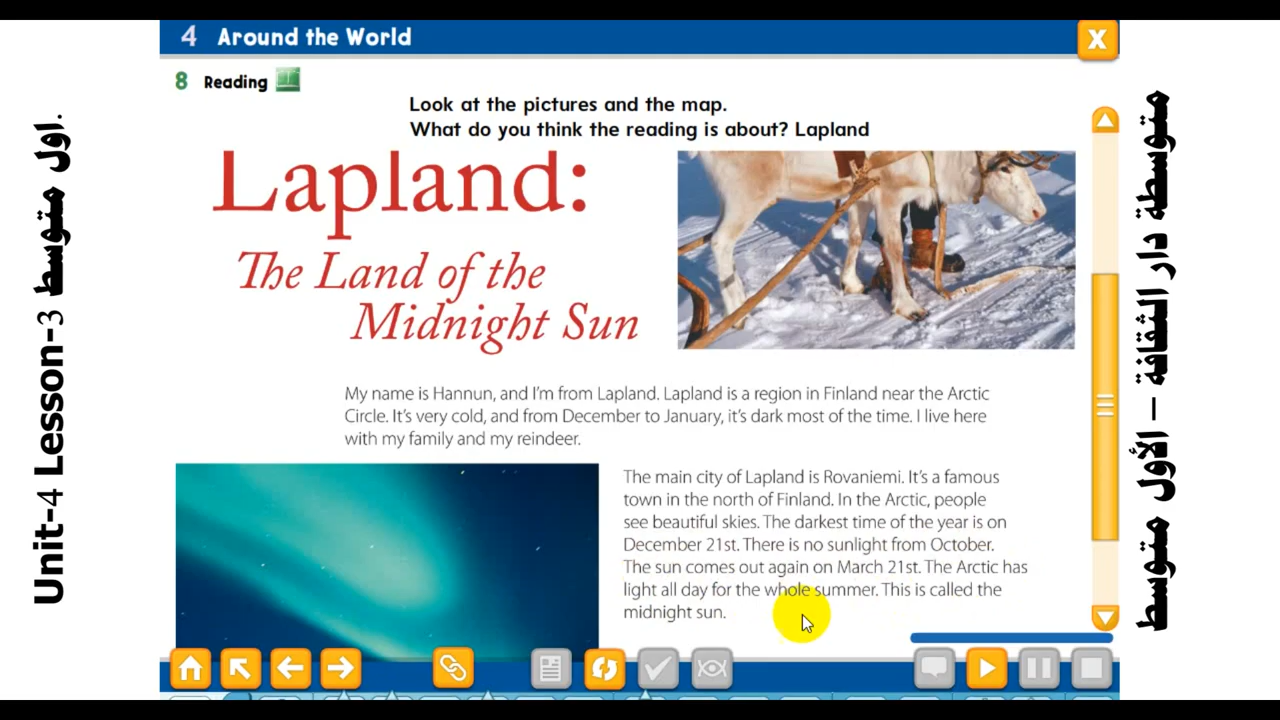 4 Around the World
X
8 Reading
Look at the pictures and the map.
What do you think the reading is about? Lapland
Lapland:
The Land of the
Midnight Sun
My name is Hannun, and I'm from Lapland. Lapland is a region in Finland near the Arctic
Circle. It's very cold, and from December to January, it's dark most of the time. I live here
with my family and my reindeer.
The main city of Lapland is Rovaniemi. It's a famous
town in the north of Finland. In the Arctic, people
see beautiful skies. The darkest time of the year is on
December 21st. There is no sunlight from October.
The sun comes out again on March 21st. The Arctic has
light all day for the whole summer. This is called the
midnight sun.
Unit-4 Lesson-3 اول متوسط.
متوسطة دار الثقافة – الأول متوسط